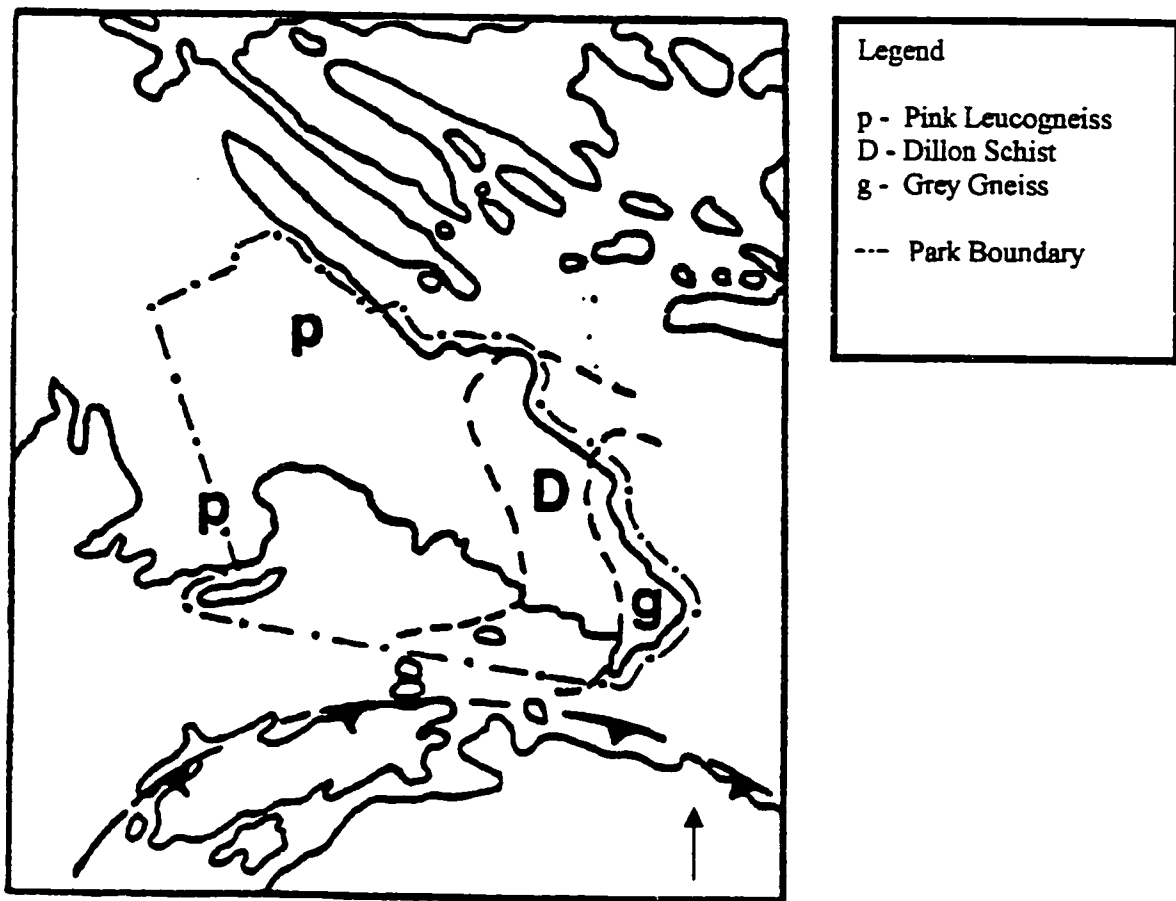 Legend
p - Pink Leucogneiss
D - Dillon Schist
g - Grey Gneiss
--- Park Boundary
p
p
D
g